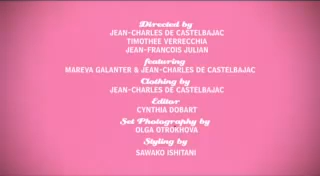 Directed by
JEAN-CHARLES DE CASTELBAJAC
TIMOTHEE VERRECCHIA
JEAN-FRANCOIS JULIAN
featuring
MAREVA GALANTER & JEAN-CHARLES DE CASTELBAJAC
Clothing by
JEAN-CHARLES DE CASTELBAJAC
Editor
CYNTHIA DOBART
Set Photography by
OLGA OTROKHOVA
Styling by
SAWAKO ISHITANI